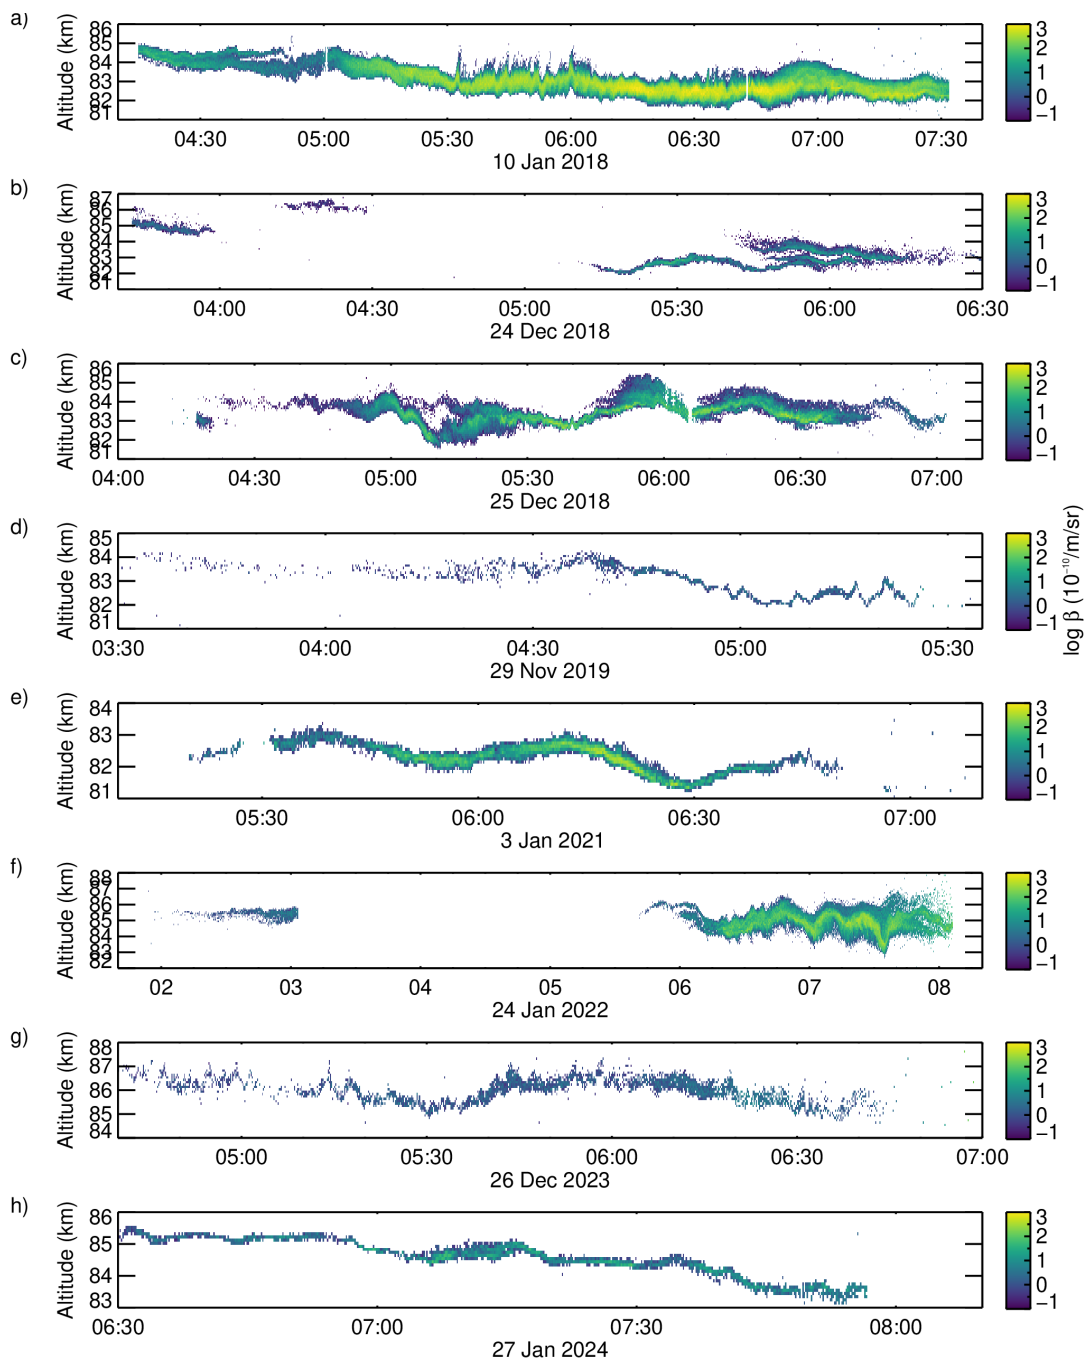 a)
Altitude (km)
86
85
84
83
82
81
04:30 05:00 05:30 06:00 06:30 07:00 07:30
10 Jan 2018
3
2
1
0
−1
b)
Altitude (km)
87
86
85
84
83
82
81
04:00 04:30 05:00 05:30 06:00 06:30
24 Dec 2018
3
2
1
0
−1
c)
Altitude (km)
86
85
84
83
82
81
04:00 04:30 05:00 05:30 06:00 06:30 07:00
25 Dec 2018
3
2
1
0
−1
d)
Altitude (km)
85
84
83
82
81
03:30 04:00 04:30 05:00 05:30
29 Nov 2019
3
2
1
0
−1
log β (10⁻¹⁰/m/sr)
e)
Altitude (km)
84
83
82
81
05:30 06:00 06:30 07:00
3 Jan 2021
3
2
1
0
−1
f)
Altitude (km)
88
87
86
85
84
83
82
02 03 04 05 06 07 08
24 Jan 2022
3
2
1
0
−1
g)
Altitude (km)
88
87
86
85
84
05:00 05:30 06:00 06:30 07:00
26 Dec 2023
3
2
1
0
−1
h)
Altitude (km)
86
85
84
83
06:30 07:00 07:30 08:00
27 Jan 2024
3
2
1
0
−1